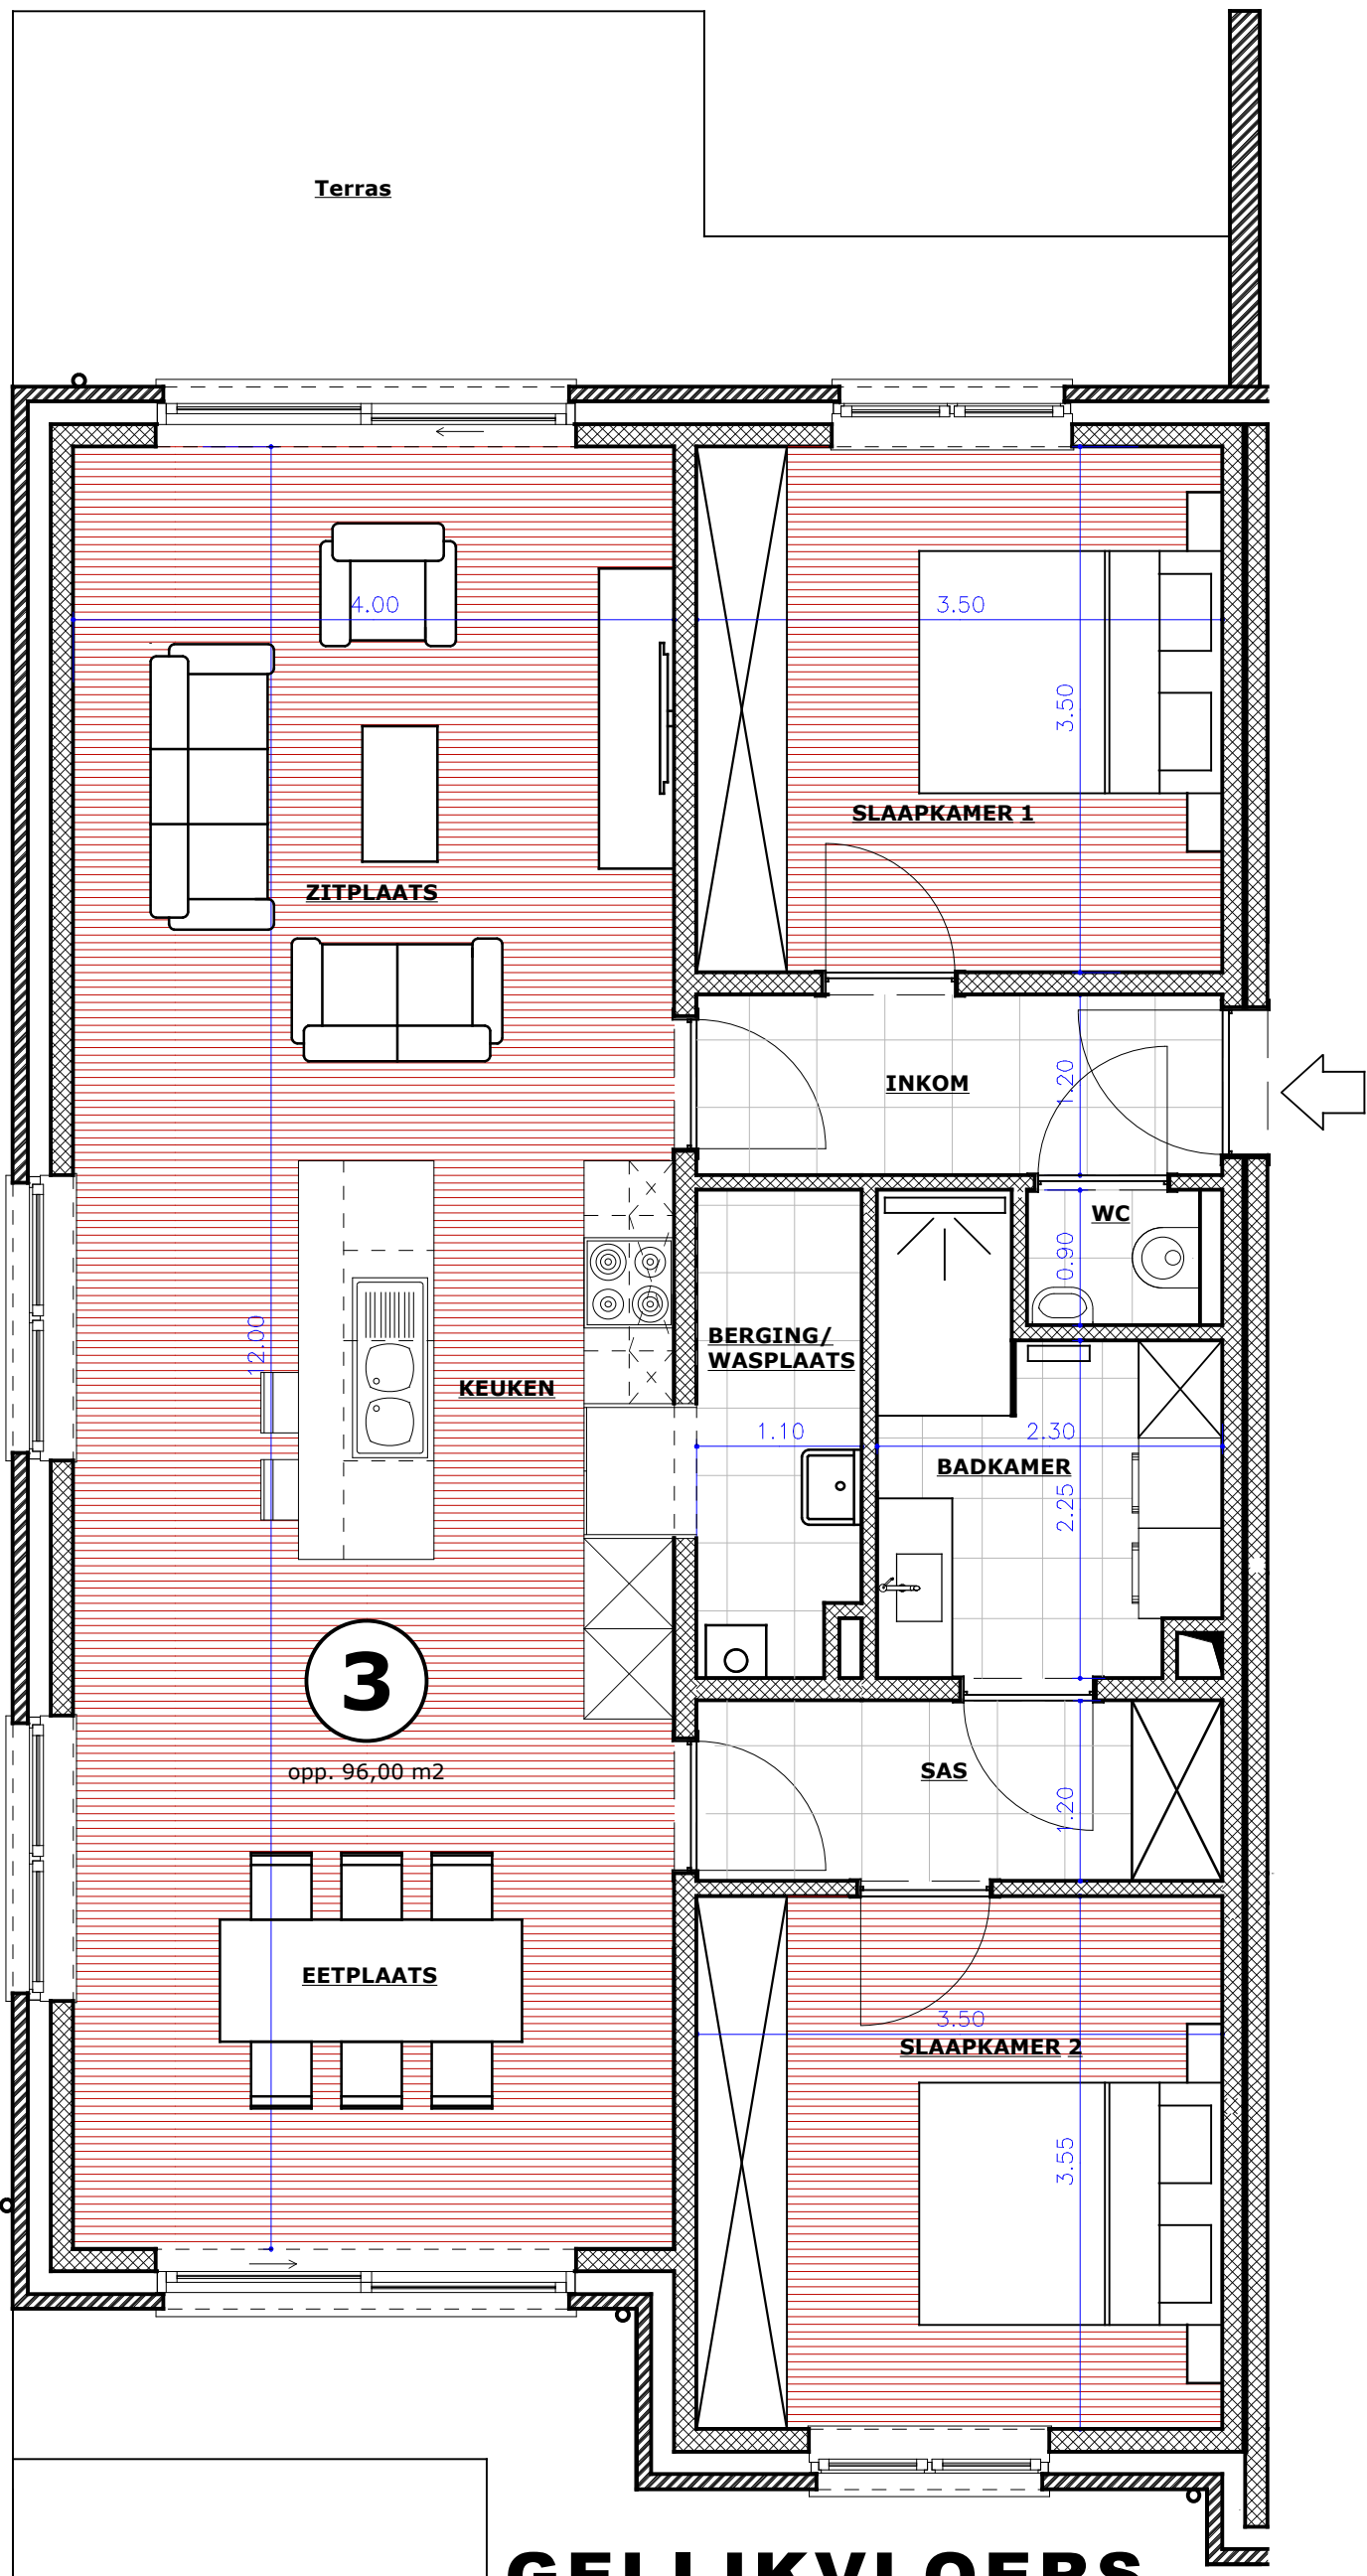 Terras
4.00
3.50
3.50
SLAAPKAMER 1
ZITPLAATS
INKOM
1.20
WC
0.90
12.00
BERGING/
WASPLAATS
KEUKEN
1.10
2.30
BADKAMER
2.25
3
opp. 96,00 m2
SAS
1.20
EETPLAATS
3.50
SLAAPKAMER 2
3.55
GELIJKVLOERS